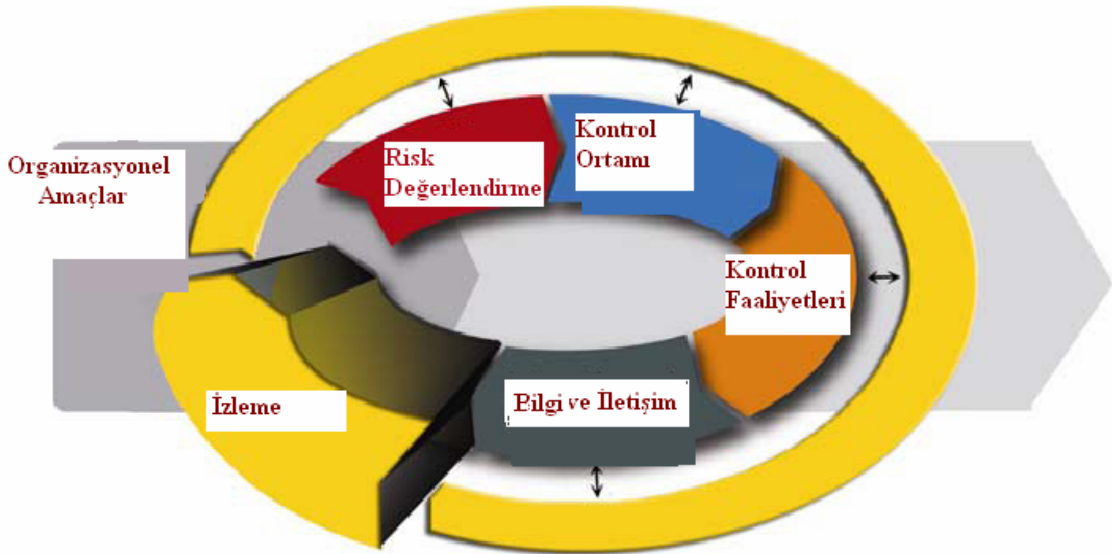 Organizasyonel
Amaçlar
Risk
Değerlendirme
Kontrol
Ortamı
Kontrol
Faaliyetleri
Bilgi ve İletişim
İzleme